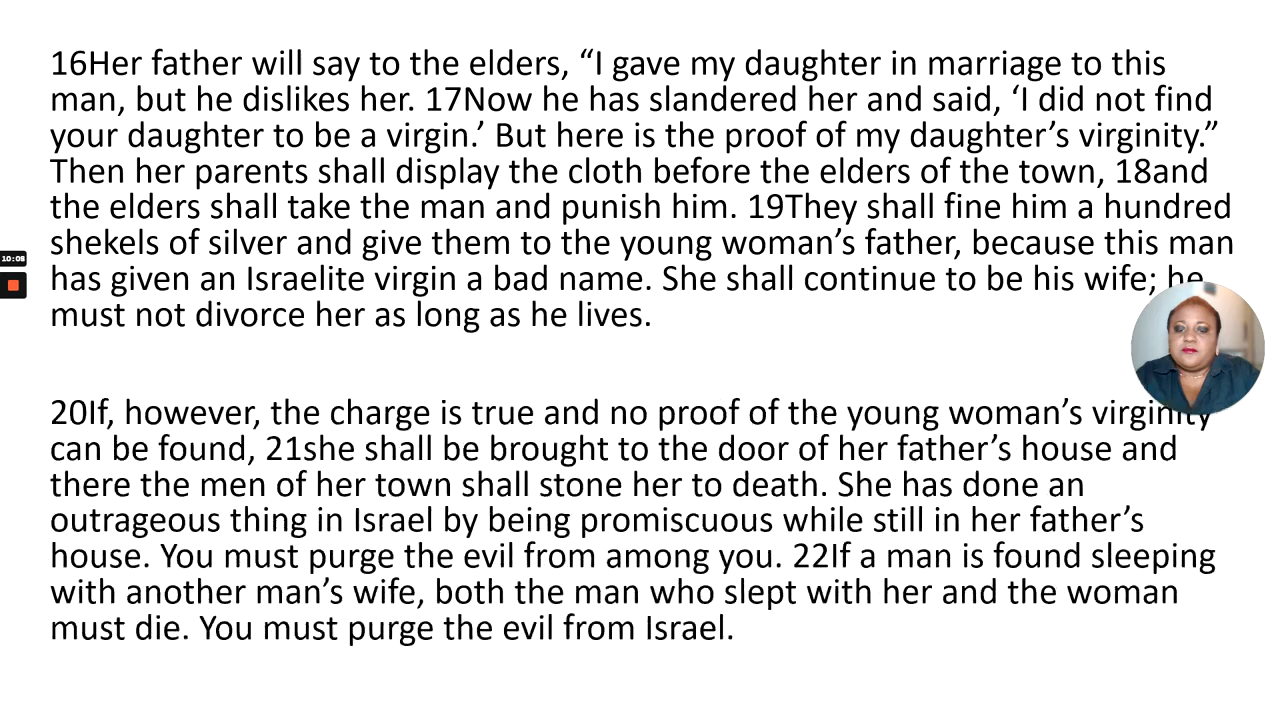 16Her father will say to the elders, “I gave my daughter in marriage to this
man, but he dislikes her. 17Now he has slandered her and said, ‘I did not find
your daughter to be a virgin.’ But here is the proof of my daughter’s virginity.”
Then her parents shall display the cloth before the elders of the town, 18and
the elders shall take the man and punish him. 19They shall fine him a hundred
shekels of silver and give them to the young woman’s father, because this man
10:08
has given an Israelite virgin a bad name. She shall continue to be his wife; he
must not divorce her as long as he lives.
20If, however, the charge is true and no proof of the young woman’s virginity
can be found, 21she shall be brought to the door of her father’s house and
there the men of her town shall stone her to death. She has done an
outrageous thing in Israel by being promiscuous while still in her father’s
house. You must purge the evil from among you. 22If a man is found sleeping
with another man’s wife, both the man who slept with her and the woman
must die. You must purge the evil from Israel.